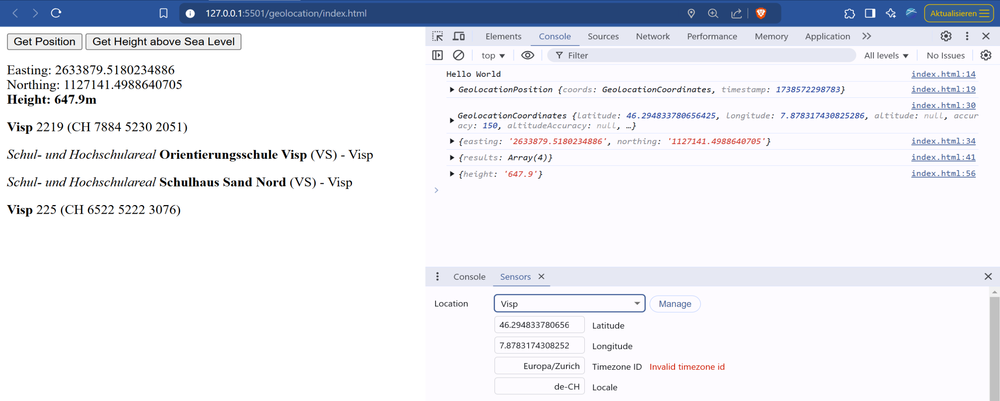 127.0.0.1:5501/geolocation/index.html
Aktualisieren
Get Position Get Height above Sea Level
Easting: 2633879.5180234886
Northing: 1127141.4988640705
Height: 647.9m
Visp 2219 (CH 7884 5230 2051)
Schul- und Hochschulareal Orientierungsschule Visp (VS) - Visp
Schul- und Hochschulareal Schulhaus Sand Nord (VS) - Visp
Visp 225 (CH 6522 5222 3076)
Elements Console Sources Network Performance Memory Application
top Filter All levels No Issues
Hello World index.html:14
GeolocationPosition {coords: GeolocationCoordinates, timestamp: 1738572298783} index.html:19
index.html:30
GeolocationCoordinates {latitude: 46.294833780656425, longitude: 7.878317430825286, altitude: null, accur
acy: 150, altitudeAccuracy: null, …}
{easting: '2633879.5180234886', northing: '1127141.4988640705'} index.html:34
{results: Array(4)} index.html:41
{height: '647.9'} index.html:56
Console Sensors
Location Visp Manage
46.294833780656 Latitude
7.8783174308252 Longitude
Europa/Zurich Timezone ID Invalid timezone id
de-CH Locale